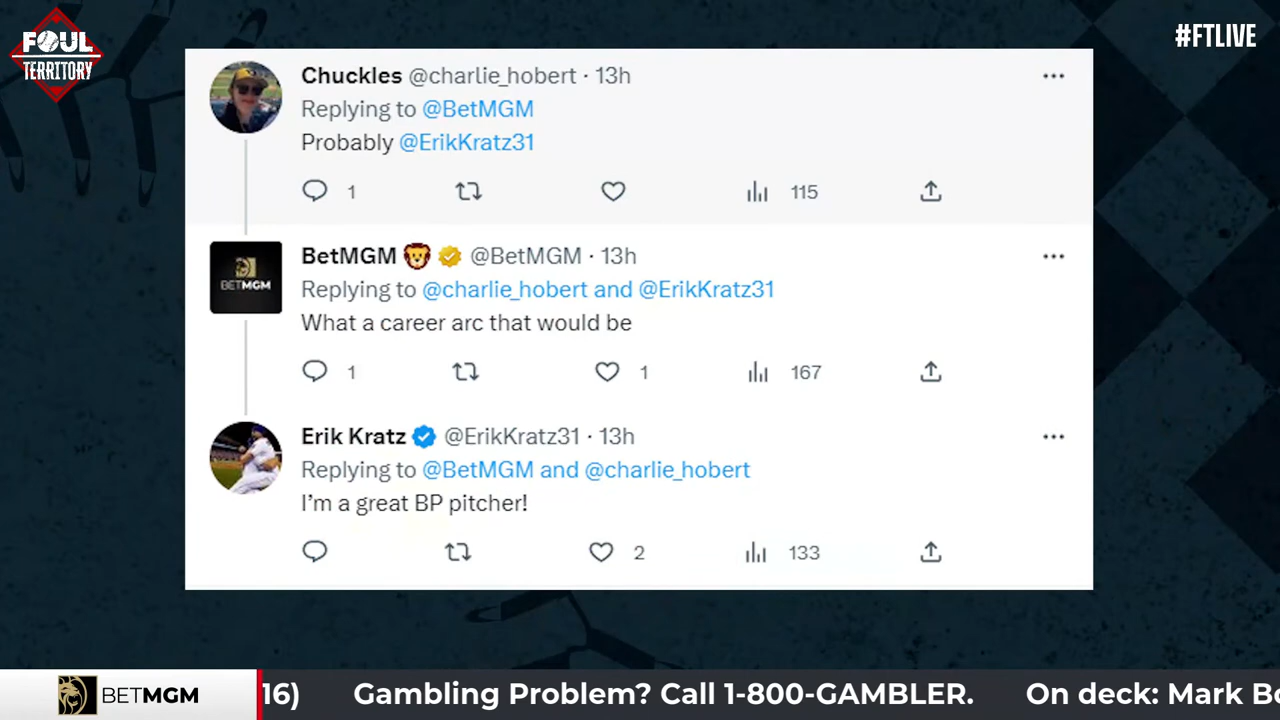 FOUL
TERRITORY
#FTLIVE
Chuckles @charlie_hobert · 13h
Replying to @BetMGM
Probably @ErikKratz31
1
115
BETMGM
BetMGM @BetMGM · 13h
Replying to @charlie_hobert and @ErikKratz31
What a career arc that would be
1
1
167
Erik Kratz @ErikKratz31 · 13h
Replying to @BetMGM and @charlie_hobert
I'm a great BP pitcher!
2
133
BETMGM
16) Gambling Problem? Call 1-800-GAMBLER. On deck: Mark Bo